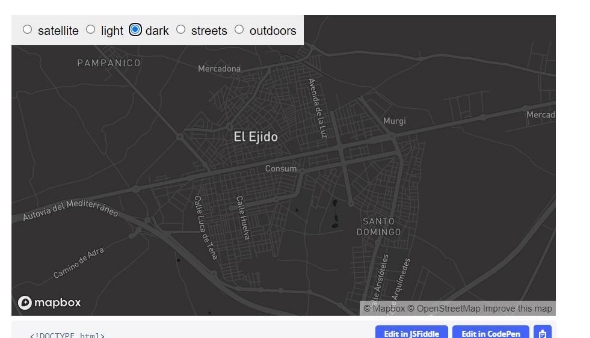 satellite light dark streets outdoors
PAMPANICO
Mercadona
Avenida de la Luz
Murgi
Mercad
El Ejido
Consum
Autovía del Mediterráneo
Calle Luca de Tena
Calle Huelva
SANTO
DOMINGO
Camino de Adra
Arquímedes
mapbox
© Mapbox © OpenStreetMap Improve this map
<!DOCTYPE html>
Edit in JSFiddle
Edit in CodePen